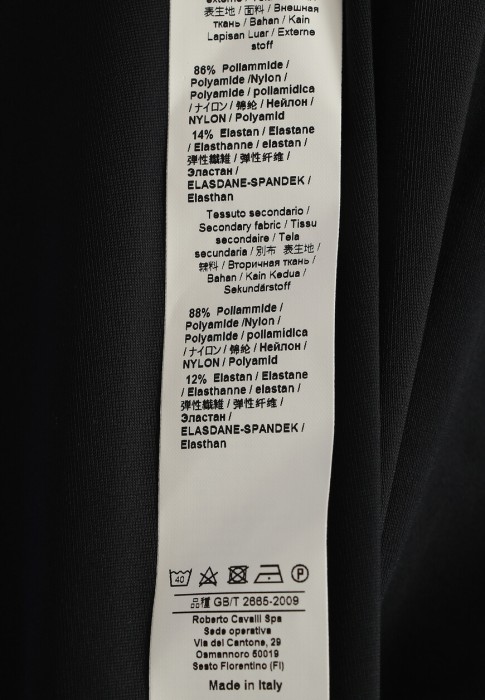 表生地 / 面料 / Внешняя
ткань / Bahan / Kain
Lapisan Luar / Externe
stoff
86% Poliammide /
Polyamide /Nylon /
Polyamide / poliamidica
/ナイロン / 锦纶 / Нейлон /
NYLON / Polyamid
14% Elastan / Elastane
/ Elasthanne / elastan /
弾性繊維 / 弹性纤维 /
Эластан /
ELASDANE-SPANDEK /
Elasthan
Tessuto secondario /
Secondary fabric / Tissu
secondaire / Tela
secundaria / 別布 表生地 /
辅料 / Вторичная ткань /
Bahan / Kain Kedua /
Sekundärstoff
88% Poliammide /
Polyamide /Nylon /
Polyamide / poliamidica
/ナイロン / 锦纶 / Нейлон /
NYLON / Polyamid
12% Elastan / Elastane
/ Elasthanne / elastan /
弾性繊維 / 弹性纤维 /
Эластан /
ELASDANE-SPANDEK /
Elasthan
40 P
品種 GB/T 2665-2009
Roberto Cavalli Spa
Sede operativa
Via del Cantone, 29
Osmannoro 50019
Sesto Fiorentino (FI)
Made in Italy